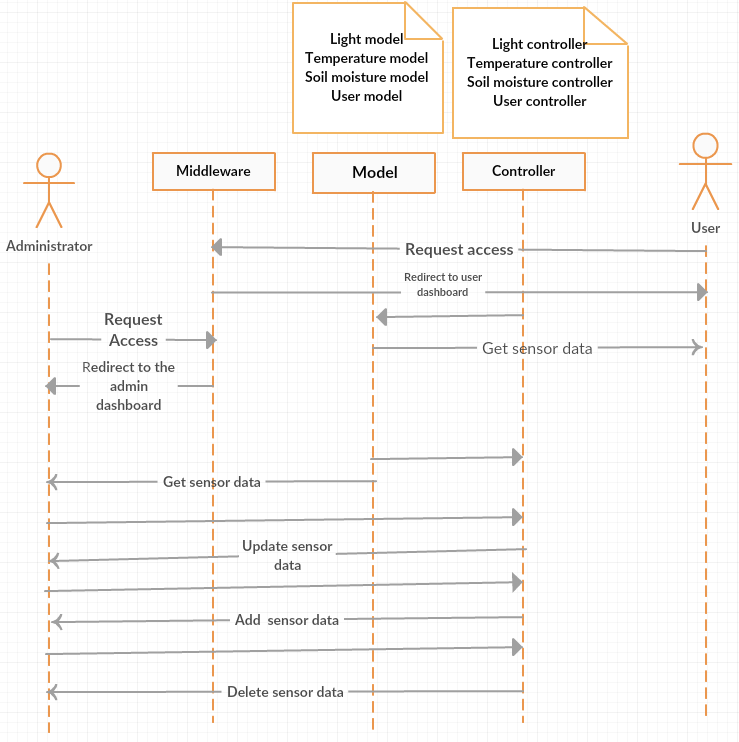 Light model
Temperature model
Soil moisture model
User model
Light controller
Temperature controller
Soil moisture controller
User controller
Middleware
Model
Controller
Administrator
User
Request access
Redirect to user
dashboard
Request
Access
Get sensor data
Redirect to the
admin
dashboard
Get sensor data
Update sensor
data
Add  sensor data
Delete sensor data